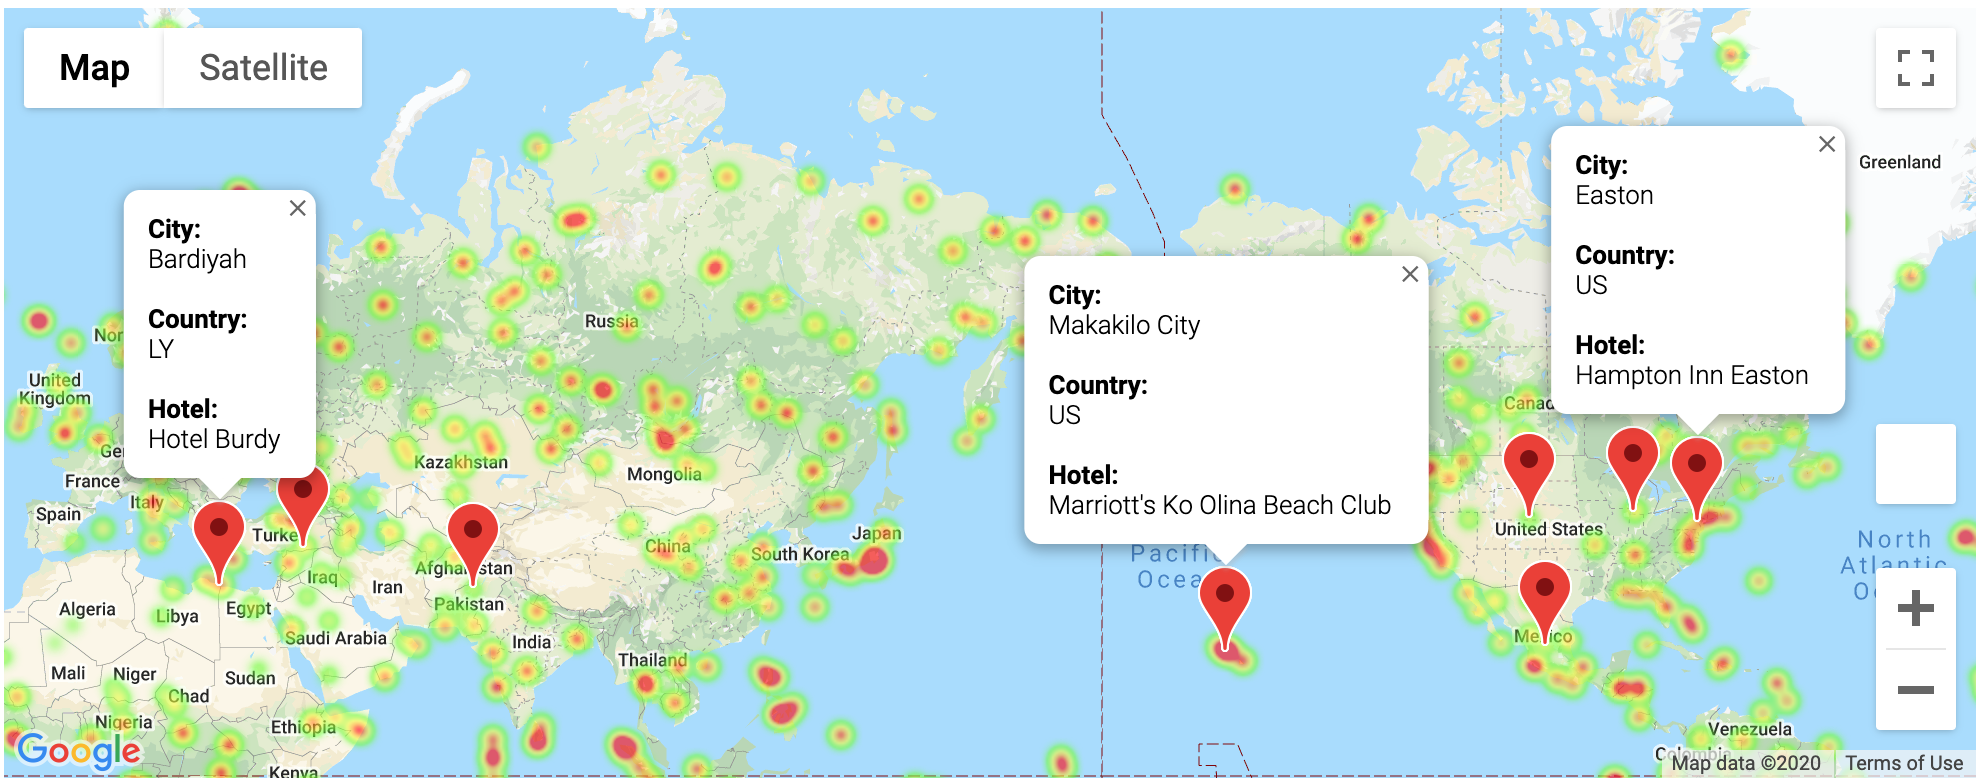 Map
Satellite
Greenland
City:
Easton
Country:
US
Hotel:
Hampton Inn Easton
City:
Bardiyah
Country:
LY
Hotel:
Hotel Burdy
City:
Makakilo City
Country:
US
Hotel:
Marriott's Ko Olina Beach Club
Russia
Nor
United
Kingdom
Canad
Ger
Kazakhstan
Mongolia
France
Italy
Spain
Turke
United States
Japan
China
South Korea
Pacific
Ocea
North
Atlantic
O
Afghanistan
Iraq
Iran
Pakistan
Algeria
Libya
Egypt
Saudi Arabia
India
Mexico
Thailand
Mali
Niger
Chad
Sudan
Nigeria
Ethiopia
Venezuela
Google
Kenya
Colombia
Map data ©2020
Terms of Use